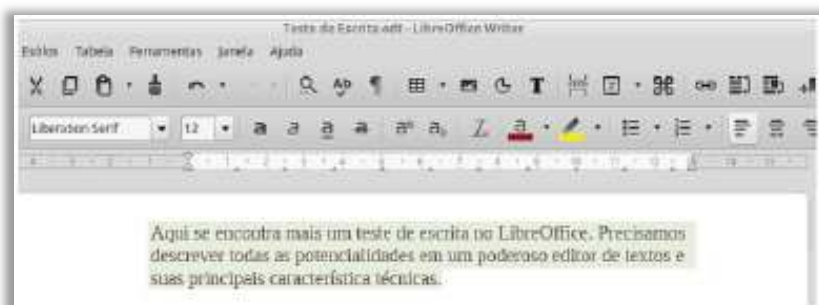 Teste de Escrita.odt - LibreOffice Writer
Estilos Tabela Ferramentas Janela Ajuda
Liberation Serif 12
Aqui se encontra mais um teste de escrita no LibreOffice. Precisamos
descrever todas as potencialidades em um poderoso editor de textos e
suas principais característica técnicas.